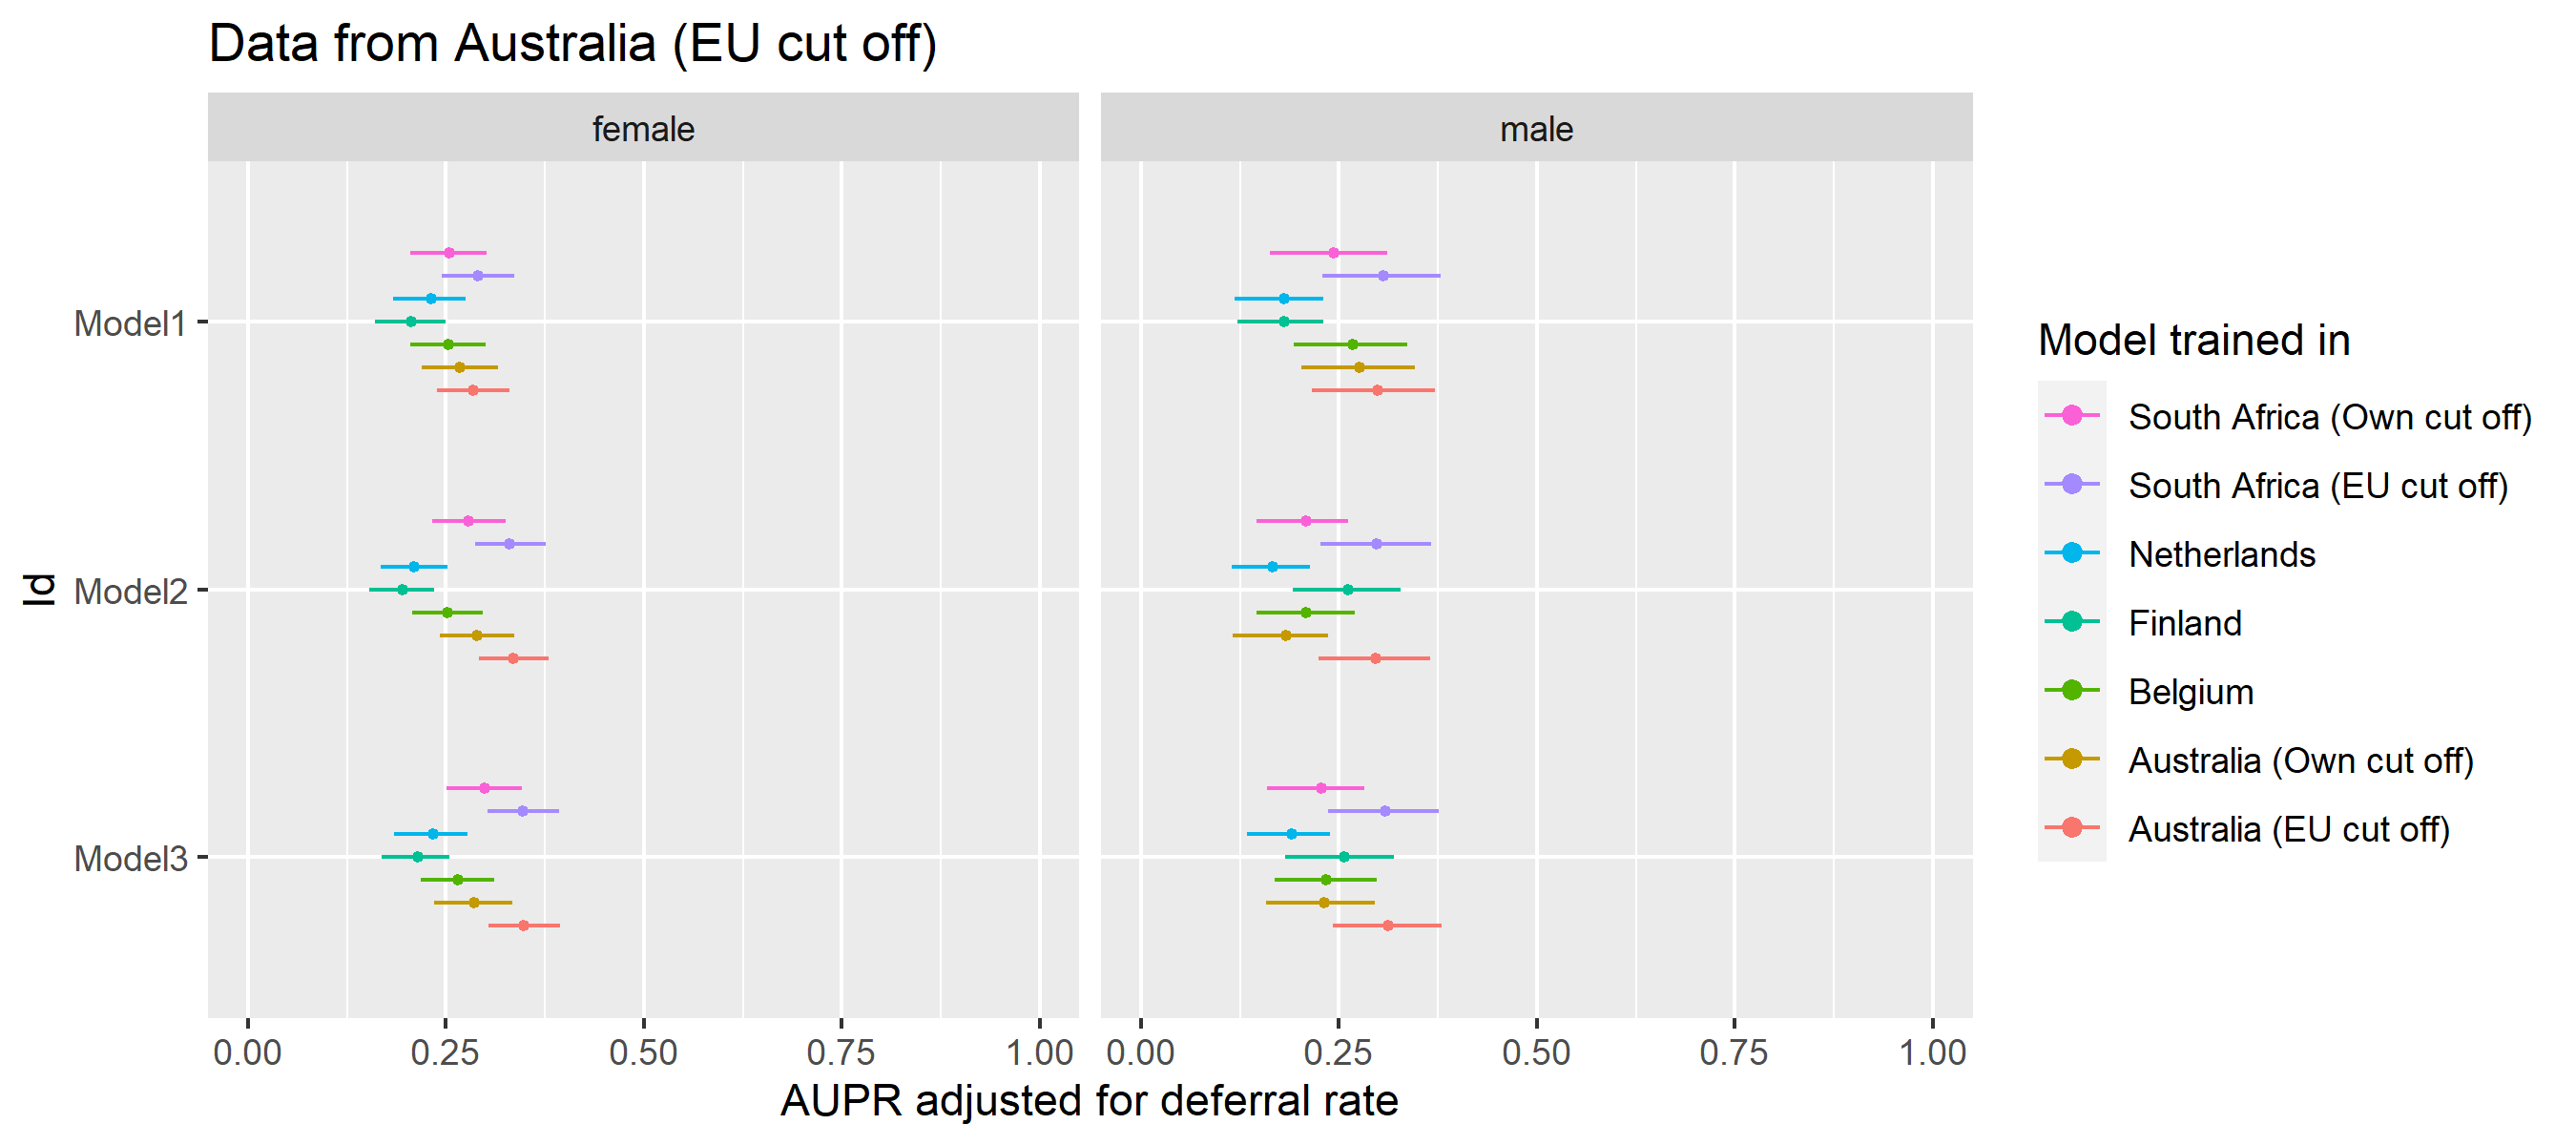 Data from Australia (EU cut off)
female
male
Id
Model1
Model2
Model3
0.00 0.25 0.50 0.75 1.00
0.00 0.25 0.50 0.75 1.00
AUPR adjusted for deferral rate
Model trained in
South Africa (Own cut off)
South Africa (EU cut off)
Netherlands
Finland
Belgium
Australia (Own cut off)
Australia (EU cut off)